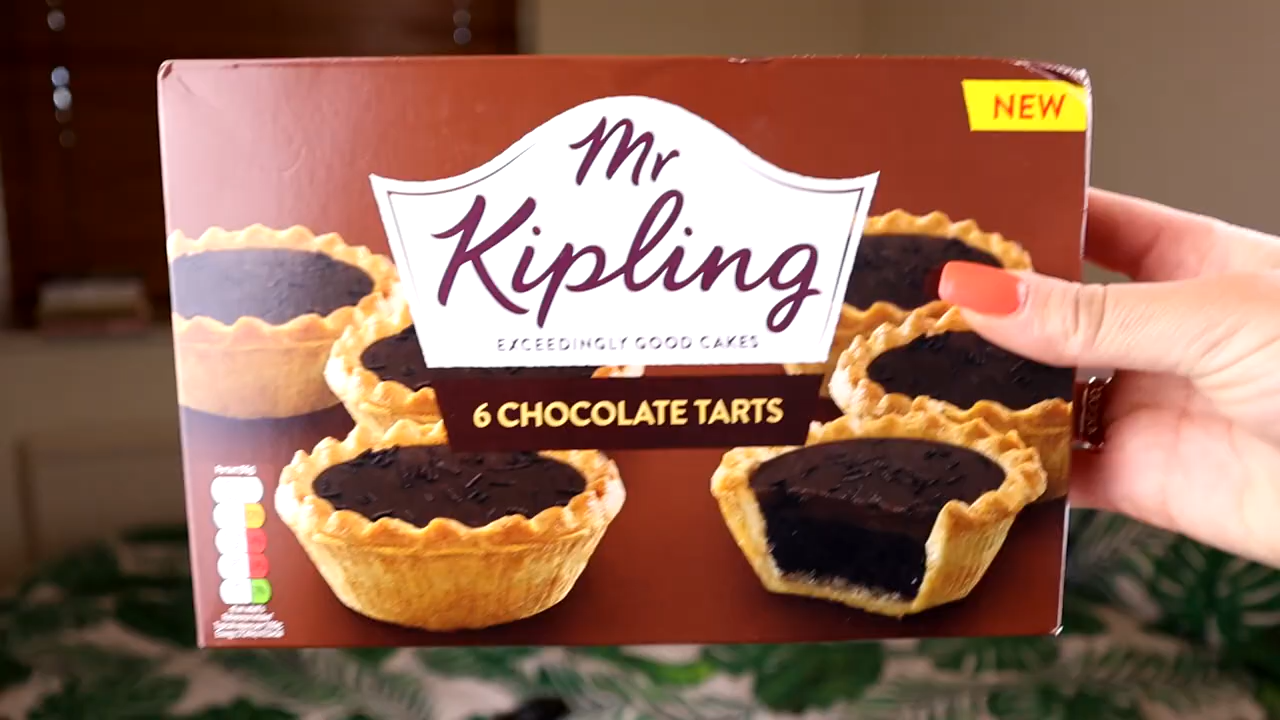 NEW
Mr
Kipling
EXCEEDINGLY GOOD CAKES
6 CHOCOLATE TARTS